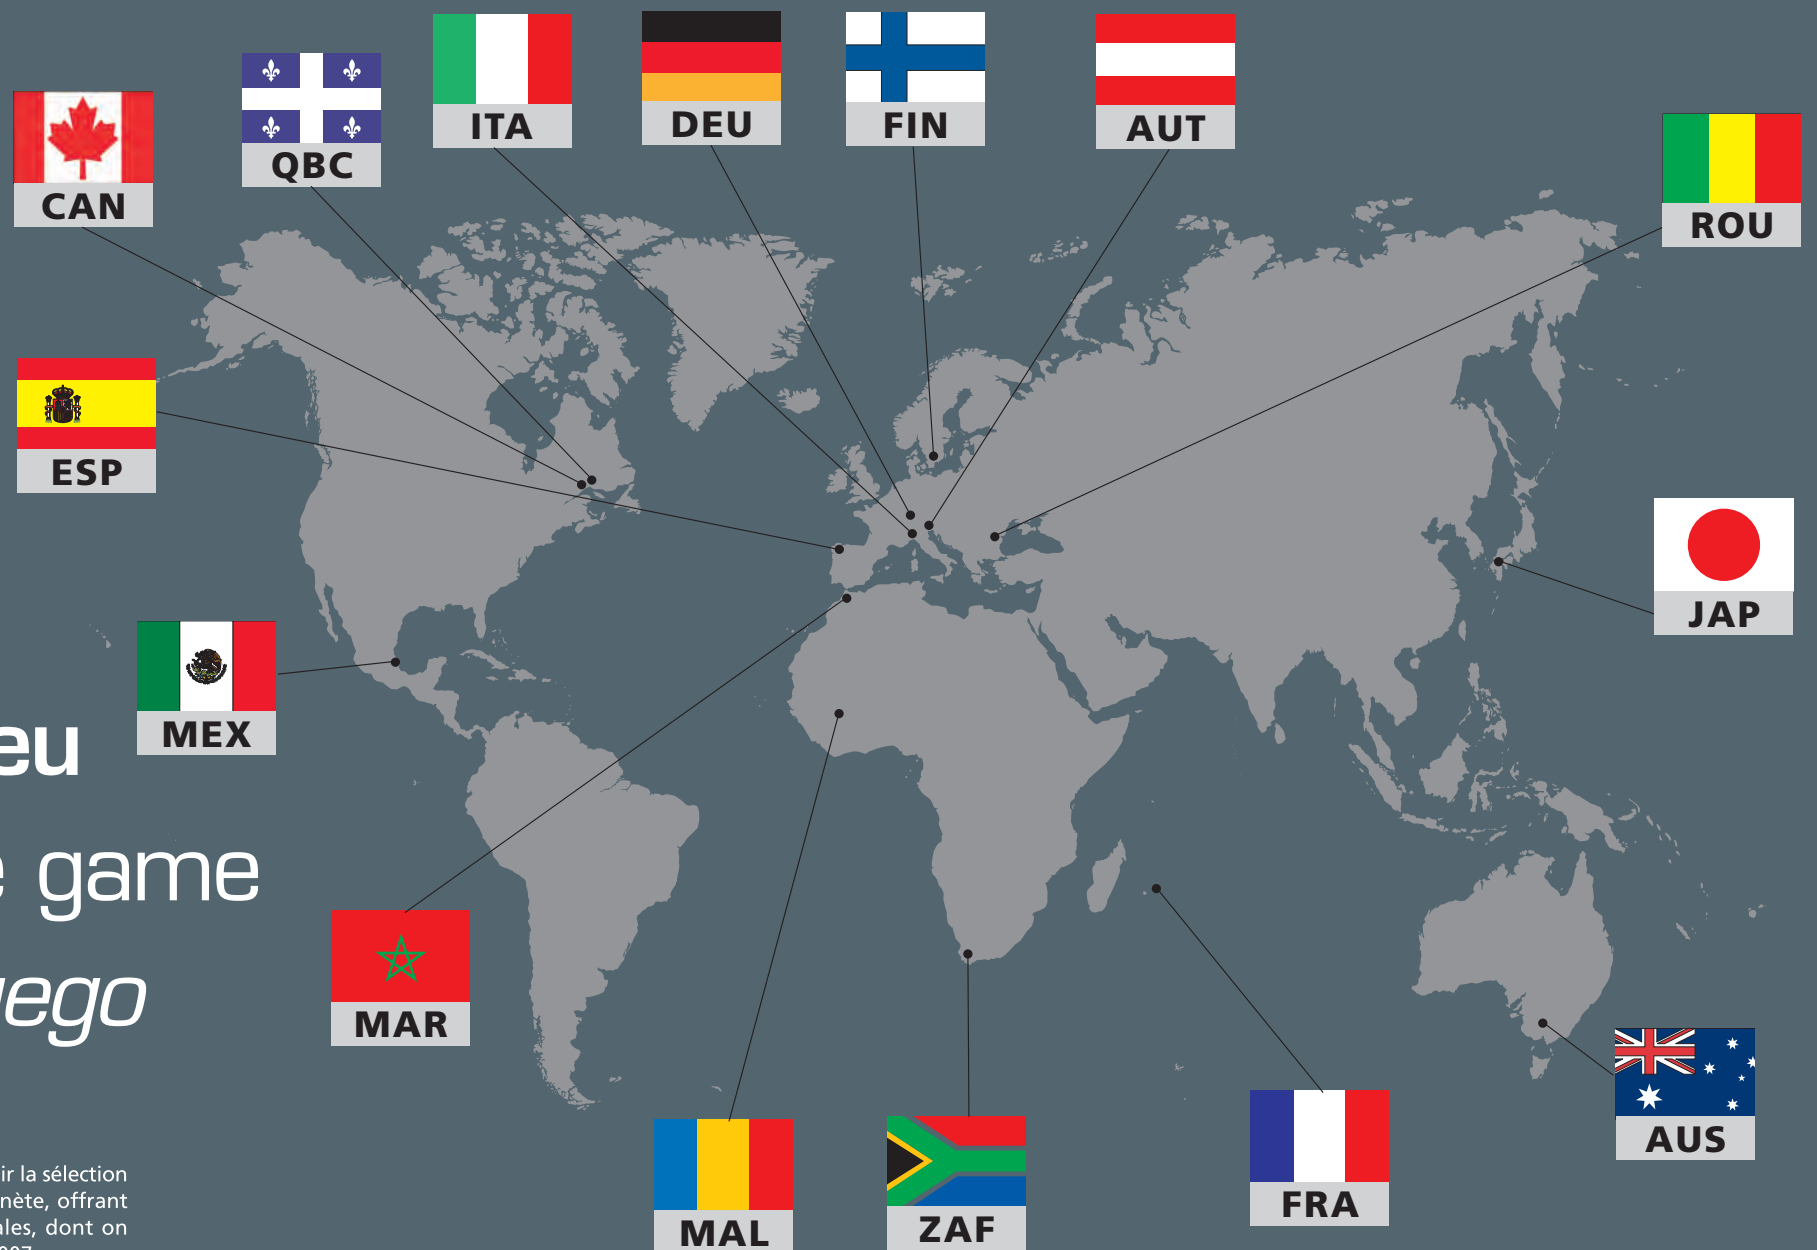 ITA
DEU
FIN
AUT
QBC
CAN
ROU
ESP
JAP
MEX
eu
game
MAR
AUS
ir la sélection
nète, offrant
ales, dont on
FRA
MAL
ZAF